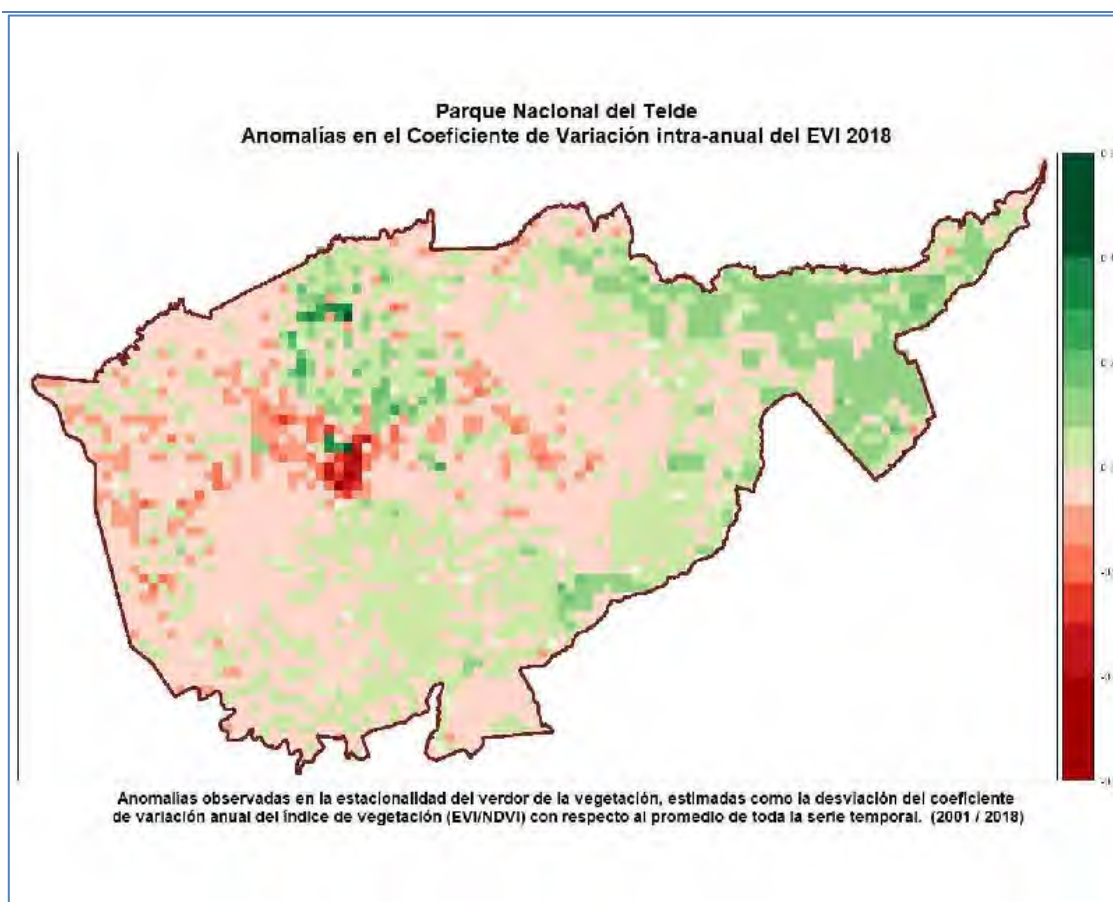 Parque Nacional del Teide
Anomalías en el Coeficiente de Variación intra-anual del EVI 2018
Anomalías observadas en la estacionalidad del verdor de la vegetación, estimadas como la desviación del coeficiente
de variación anual del índice de vegetación (EVI/NDVI) con respecto al promedio de toda la serie temporal. (2001 / 2018)